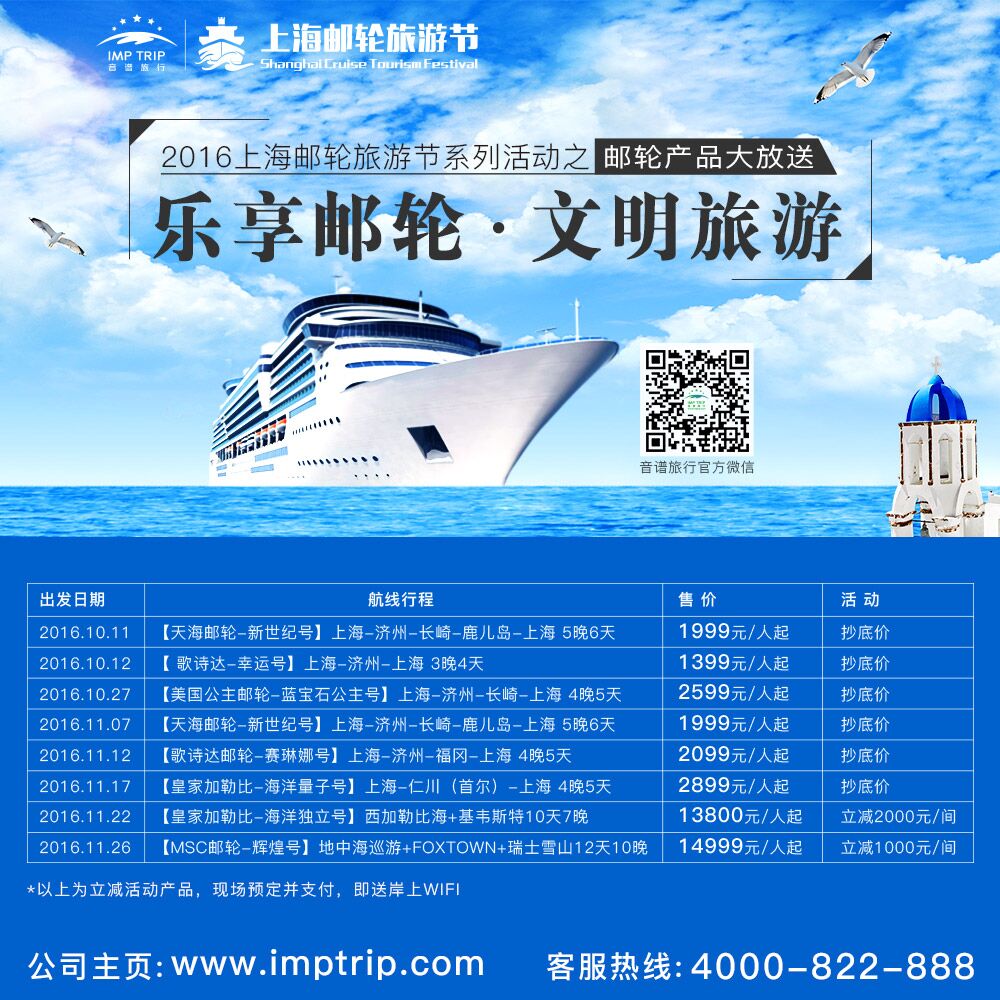 IMP TRIP
音谱旅行
上海邮轮旅游节
Shanghai Cruise Tourism Festival
2016上海邮轮旅游节系列活动之 邮轮产品大放送
乐享邮轮·文明旅游
IMP TRIP
音谱旅行官方微信
出发日期 航线行程 售 价 活 动
2016.10.11 【天海邮轮-新世纪号】上海-济州-长崎-鹿儿岛-上海 5晚6天 1999元/人起 抄底价
2016.10.12 【 歌诗达-幸运号】上海-济州-上海 3晚4天 1399元/人起 抄底价
2016.10.27 【美国公主邮轮-蓝宝石公主号】上海-济州-长崎-上海 4晚5天 2599元/人起 抄底价
2016.11.07 【天海邮轮-新世纪号】上海-济州-长崎-鹿儿岛-上海 5晚6天 1999元/人起 抄底价
2016.11.12 【歌诗达邮轮-赛琳娜号】上海-济州-福冈-上海 4晚5天 2099元/人起 抄底价
2016.11.17 【皇家加勒比-海洋量子号】上海-仁川（首尔）-上海 4晚5天 2899元/人起 抄底价
2016.11.22 【皇家加勒比-海洋独立号】西加勒比海+基韦斯特10天7晚 13800元/人起 立减2000元/间
2016.11.26 【MSC邮轮-辉煌号】地中海巡游+FOXTOWN+瑞士雪山12天10晚 14999元/人起 立减1000元/间
*以上为立减活动产品，现场预定并支付，即送岸上WIFI
公司主页: www.imptrip.com 客服热线: 4000-822-888